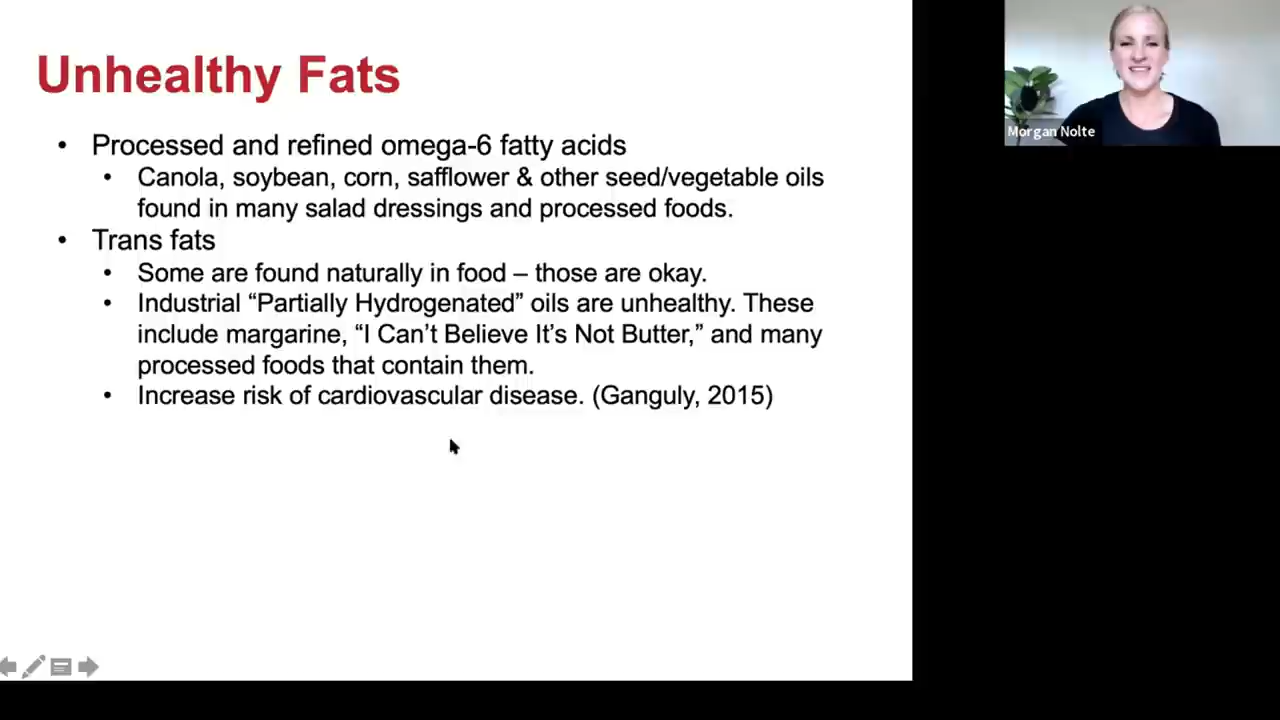 Unhealthy Fats
• Processed and refined omega-6 fatty acids
• Canola, soybean, corn, safflower & other seed/vegetable oils
found in many salad dressings and processed foods.
• Trans fats
• Some are found naturally in food – those are okay.
• Industrial “Partially Hydrogenated” oils are unhealthy. These
include margarine, “I Can’t Believe It’s Not Butter,” and many
processed foods that contain them.
• Increase risk of cardiovascular disease. (Ganguly, 2015)
Morgan Nolte